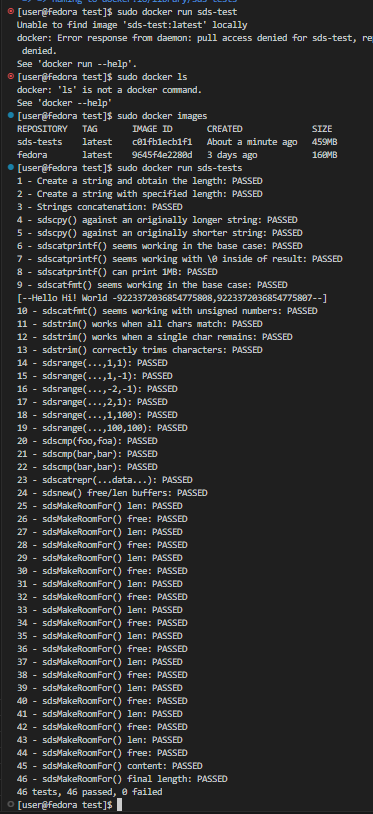 [user@fedora test]$ sudo docker run sds-test
Unable to find image 'sds-test:latest' locally
docker: Error response from daemon: pull access denied for sds-test, re
denied.
See 'docker run --help'.
[user@fedora test]$ sudo docker ls
docker: 'ls' is not a docker command.
See 'docker --help'
[user@fedora test]$ sudo docker images
REPOSITORY TAG IMAGE ID CREATED SIZE
sds-tests latest c01fb1ecb1f1 About a minute ago 459MB
fedora latest 9645f4e2280d 3 days ago 160MB
[user@fedora test]$ sudo docker run sds-tests
1 - Create a string and obtain the length: PASSED
2 - Create a string with specified length: PASSED
3 - Strings concatenation: PASSED
4 - sdscpy() against an originally longer string: PASSED
5 - sdscpy() against an originally shorter string: PASSED
6 - sdscatprintf() seems working in the base case: PASSED
7 - sdscatprintf() seems working with \0 inside of result: PASSED
8 - sdscatprintf() can print 1MB: PASSED
9 - sdscatfmt() seems working in the base case: PASSED
[--Hello Hi! World -9223372036854775808,9223372036854775807--]
10 - sdscatfmt() seems working with unsigned numbers: PASSED
11 - sdstrim() works when all chars match: PASSED
12 - sdstrim() works when a single char remains: PASSED
13 - sdstrim() correctly trims characters: PASSED
14 - sdsrange(...,1,1): PASSED
15 - sdsrange(...,1,-1): PASSED
16 - sdsrange(...,-2,-1): PASSED
17 - sdsrange(...,2,1): PASSED
18 - sdsrange(...,1,100): PASSED
19 - sdsrange(...,100,100): PASSED
20 - sdscmp(foo,foa): PASSED
21 - sdscmp(bar,bar): PASSED
22 - sdscmp(bar,bar): PASSED
23 - sdscatrepr(...data...): PASSED
24 - sdsnew() free/len buffers: PASSED
25 - sdsMakeRoomFor() len: PASSED
26 - sdsMakeRoomFor() free: PASSED
27 - sdsMakeRoomFor() len: PASSED
28 - sdsMakeRoomFor() free: PASSED
29 - sdsMakeRoomFor() len: PASSED
30 - sdsMakeRoomFor() free: PASSED
31 - sdsMakeRoomFor() len: PASSED
32 - sdsMakeRoomFor() free: PASSED
33 - sdsMakeRoomFor() len: PASSED
34 - sdsMakeRoomFor() free: PASSED
35 - sdsMakeRoomFor() len: PASSED
36 - sdsMakeRoomFor() free: PASSED
37 - sdsMakeRoomFor() len: PASSED
38 - sdsMakeRoomFor() free: PASSED
39 - sdsMakeRoomFor() len: PASSED
40 - sdsMakeRoomFor() free: PASSED
41 - sdsMakeRoomFor() len: PASSED
42 - sdsMakeRoomFor() free: PASSED
43 - sdsMakeRoomFor() len: PASSED
44 - sdsMakeRoomFor() free: PASSED
45 - sdsMakeRoomFor() content: PASSED
46 - sdsMakeRoomFor() final length: PASSED
46 tests, 46 passed, 0 failed
[user@fedora test]$